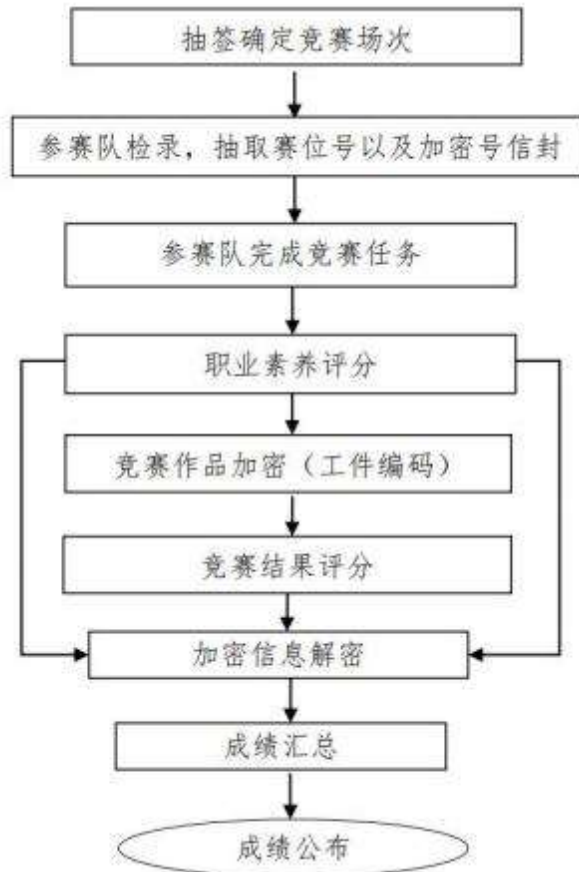 抽签确定竞赛场次
参赛队检录，抽取赛位号以及加密号信封
参赛队完成竞赛任务
职业素养评分
竞赛作品加密（工件编码）
竞赛结果评分
加密信息解密
成绩汇总
成绩公布